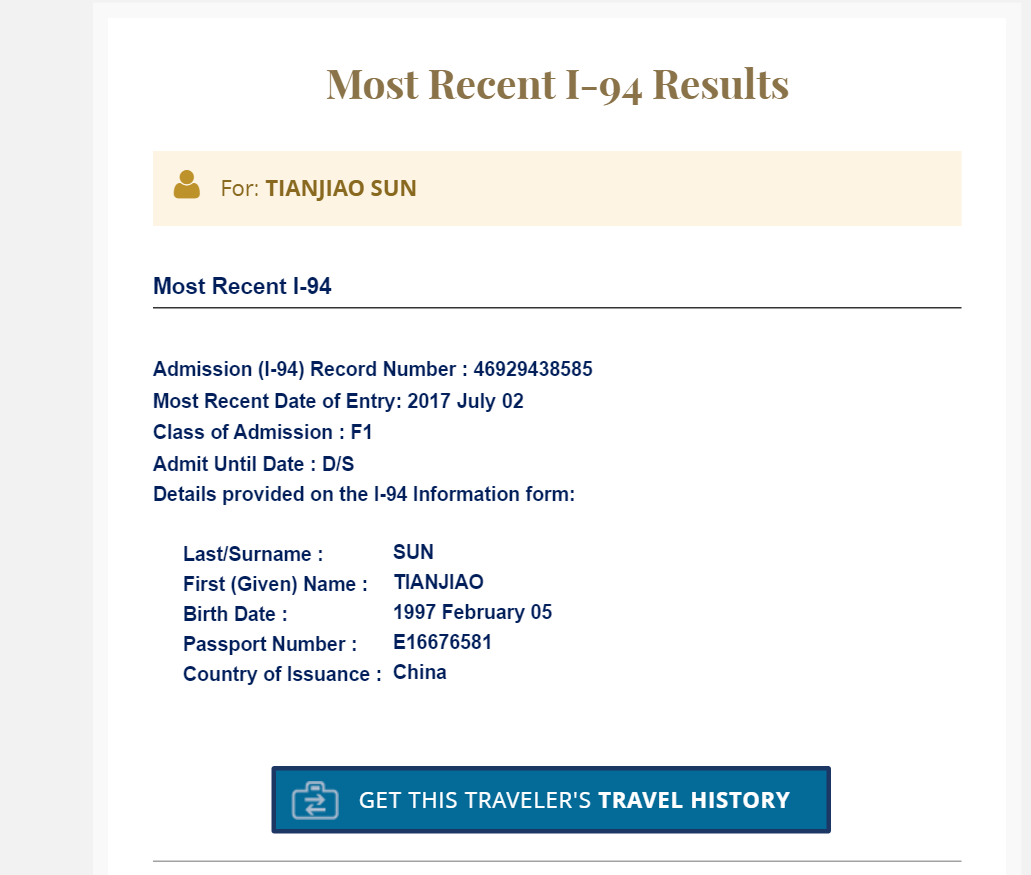 Most Recent I-94 Results
For: TIANJIAO SUN
Most Recent I-94
Admission (I-94) Record Number : 46929438585
Most Recent Date of Entry: 2017 July 02
Class of Admission : F1
Admit Until Date : D/S
Details provided on the I-94 Information form:
Last/Surname : SUN
First (Given) Name : TIANJIAO
Birth Date : 1997 February 05
Passport Number : E16676581
Country of Issuance : China
GET THIS TRAVELER'S TRAVEL HISTORY